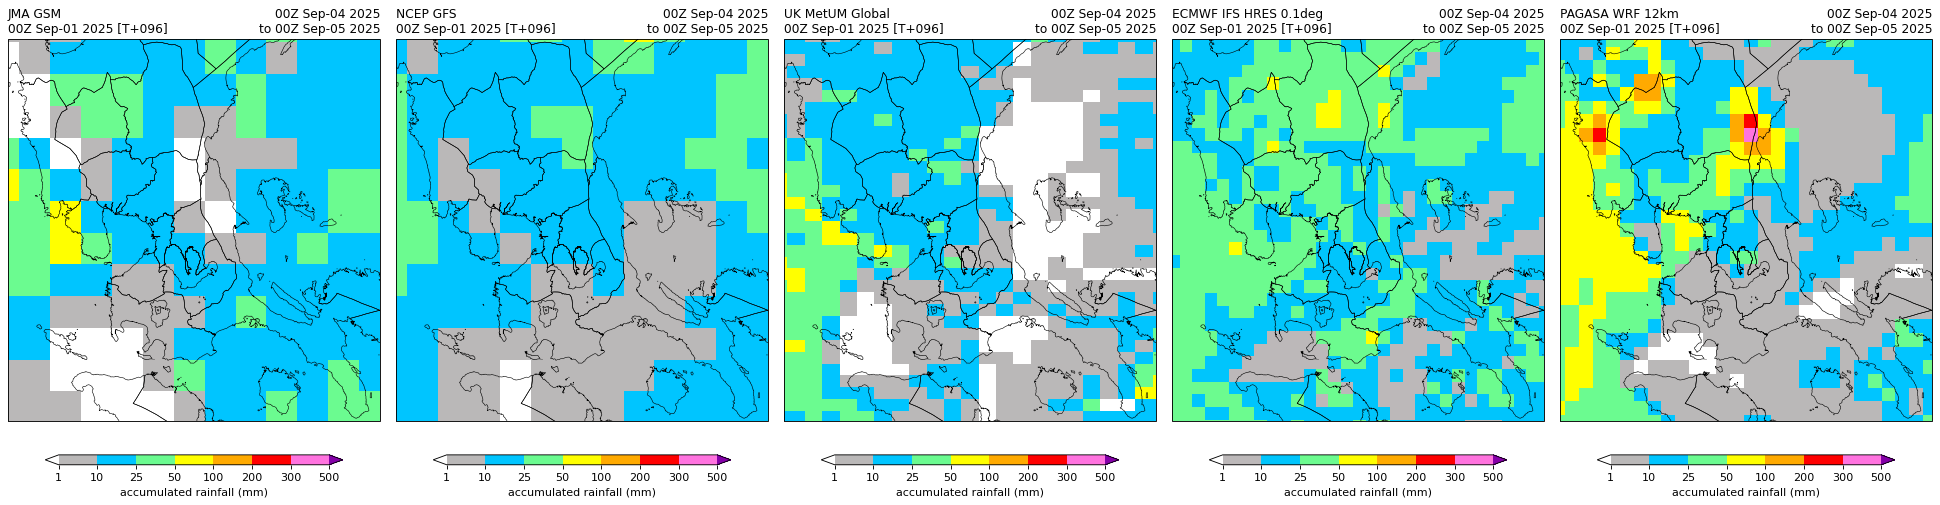 JMA GSM 00Z Sep-04 2025
00Z Sep-01 2025 [T+096] to 00Z Sep-05 2025
NCEP GFS 00Z Sep-04 2025
00Z Sep-01 2025 [T+096] to 00Z Sep-05 2025
UK MetUM Global 00Z Sep-04 2025
00Z Sep-01 2025 [T+096] to 00Z Sep-05 2025
ECMWF IFS HRES 0.1deg 00Z Sep-04 2025
00Z Sep-01 2025 [T+096] to 00Z Sep-05 2025
PAGASA WRF 12km 00Z Sep-04 2025
00Z Sep-01 2025 [T+096] to 00Z Sep-05 2025
1 10 25 50 100 200 300 500
accumulated rainfall (mm)
1 10 25 50 100 200 300 500
accumulated rainfall (mm)
1 10 25 50 100 200 300 500
accumulated rainfall (mm)
1 10 25 50 100 200 300 500
accumulated rainfall (mm)
1 10 25 50 100 200 300 500
accumulated rainfall (mm)